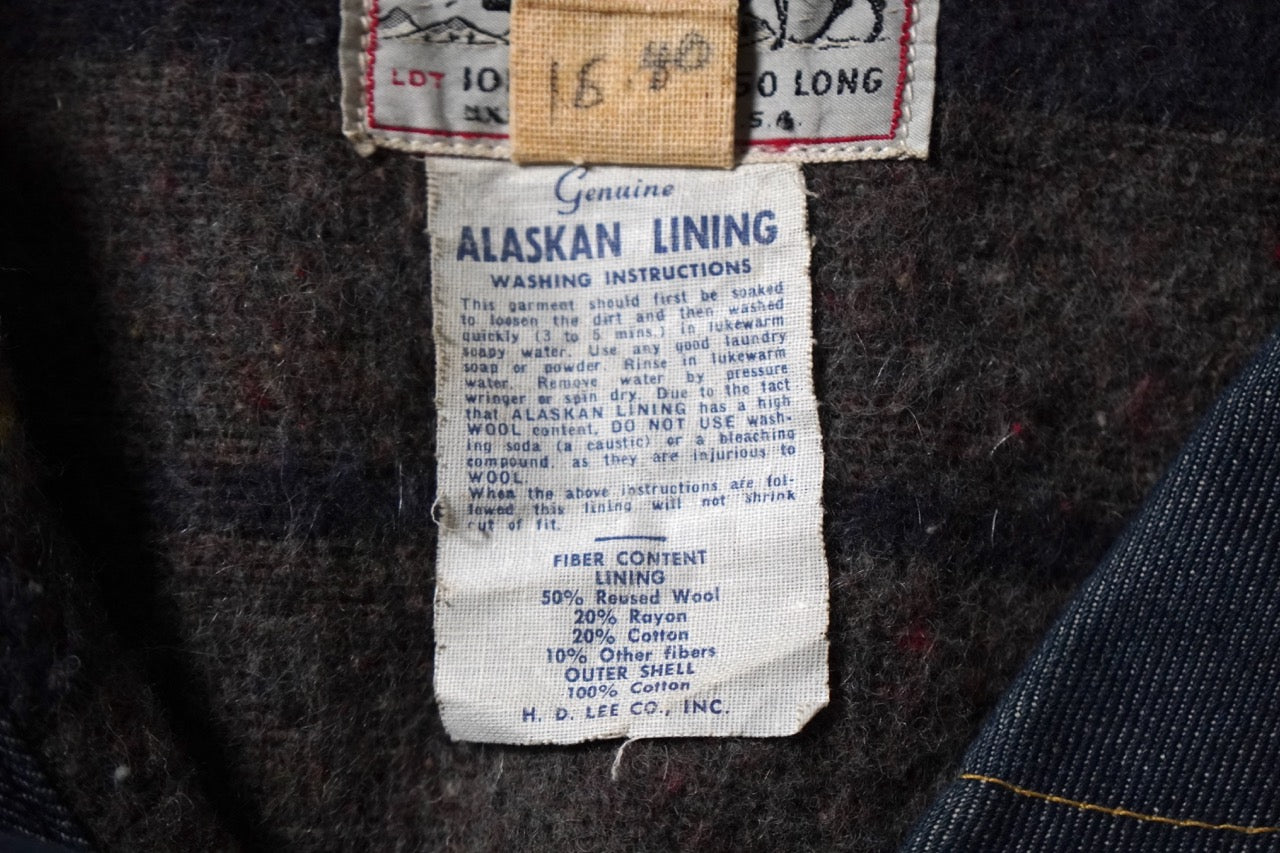 LOT 10
50 LONG
S.A.
16.40
Genuine
ALASKAN LINING
WASHING INSTRUCTIONS
This garment should first be soaked
to loosen the dirt and then washed
quickly (3 to 5 mins.) in lukewarm
soapy water. Use any good laundry
soap or powder. Rinse in lukewarm
water. Remove water by pressure
wringer or spin dry. Due to the fact
that ALASKAN LINING has a high
WOOL content, DO NOT USE wash-
ing soda (a caustic) or a bleaching
compound, as they are injurious to
WOOL.
When the above instructions are fol-
lowed this lining will not shrink
out of fit.
FIBER CONTENT
LINING
50% Reused Wool
20% Rayon
20% Cotton
10% Other fibers
OUTER SHELL
100% Cotton
H. D. LEE CO., INC.